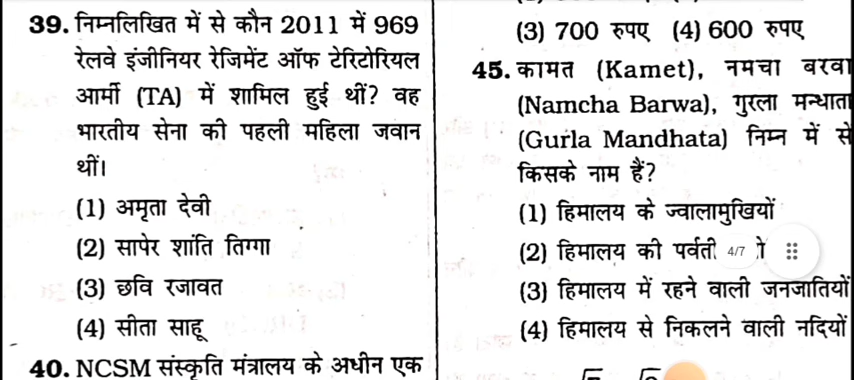 39. निम्नलिखित में से कौन 2011 में 969
रेलवे इंजीनियर रेजिमेंट ऑफ टेरिटोरियल
आर्मी (TA) में शामिल हुई थीं? वह
भारतीय सेना की पहली महिला जवान
थीं।
(1) अमृता देवी
(2) सापेर शांति तिग्गा
(3) छवि रजावत
(4) सीता साहू
40. NCSM संस्कृति मंत्रालय के अधीन एक
(3) 700 रुपए (4) 600 रुपए
45. कामत (Kamet), नमचा बरवा
(Namcha Barwa), गुरला मन्धाता
(Gurla Mandhata) निम्न में से
किसके नाम हैं?
(1) हिमालय के ज्वालामुखियों
(2) हिमालय की पर्वती 4/7
(3) हिमालय में रहने वाली जनजातियों
(4) हिमालय से निकलने वाली नदियों